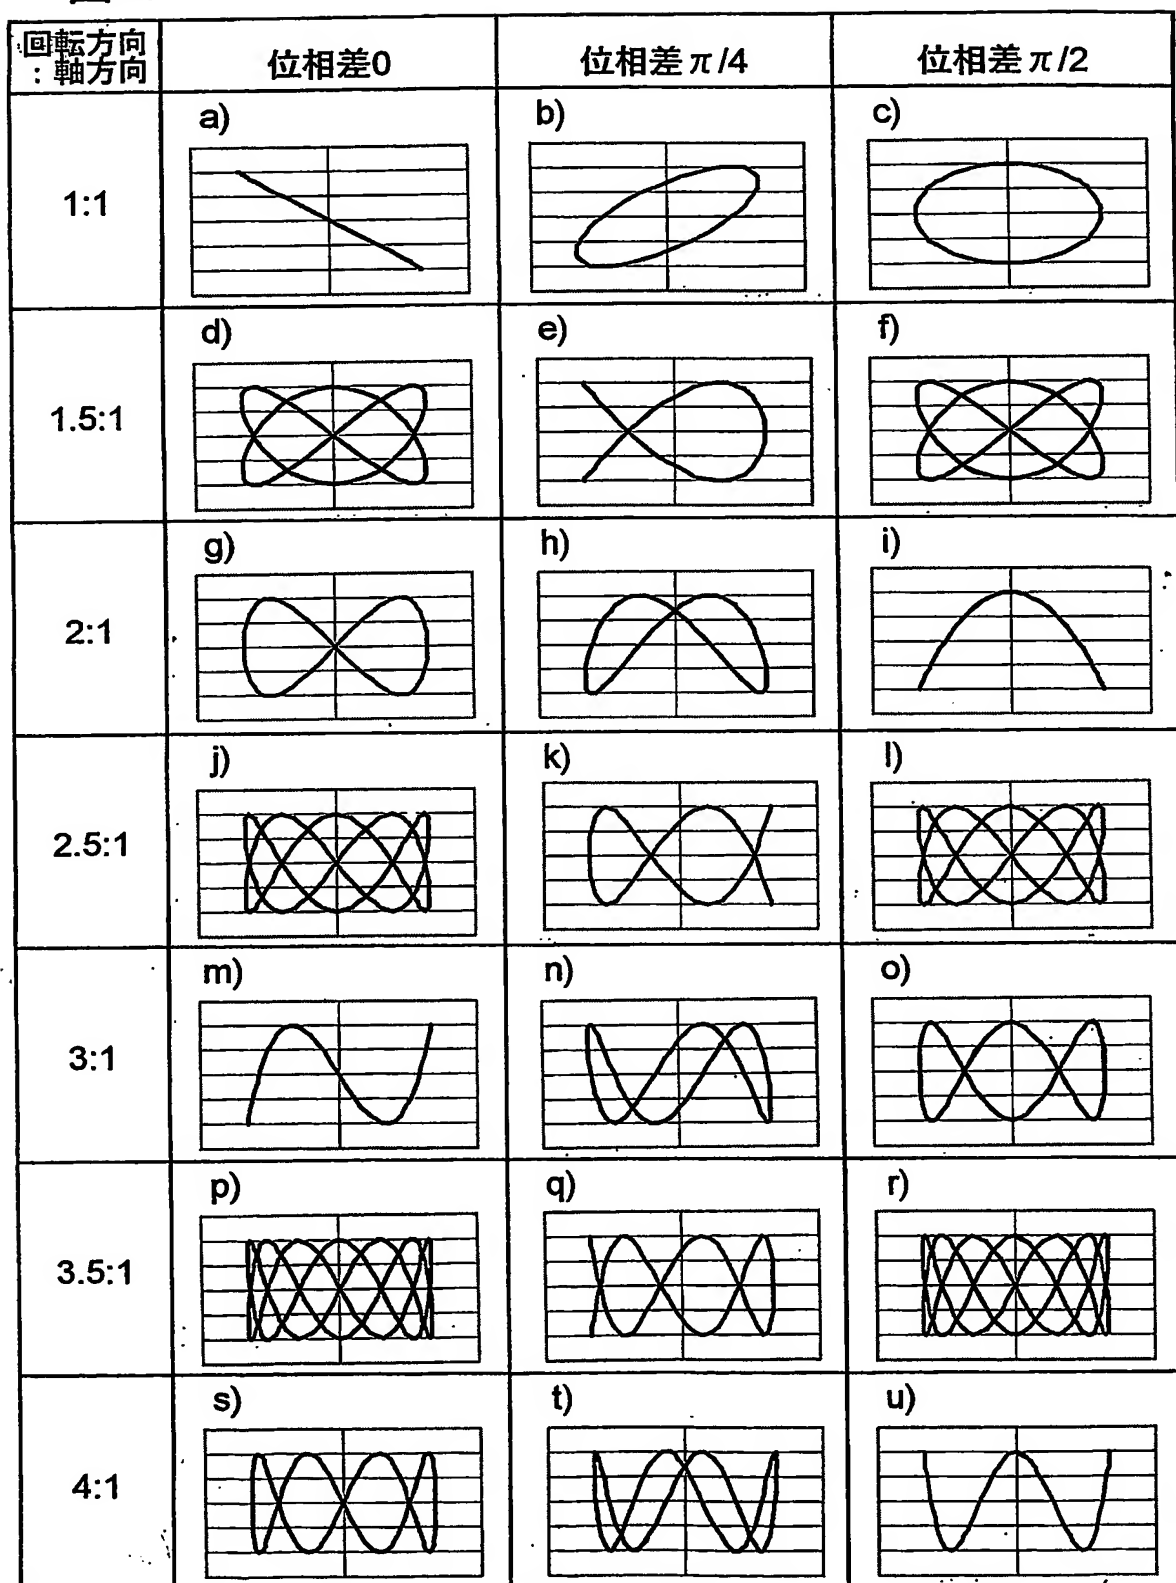 回転方向
：軸方向
位相差0
位相差π/4
位相差π/2
1:1
a)
b)
c)
1.5:1
d)
e)
f)
2:1
g)
h)
i)
2.5:1
j)
k)
l)
3:1
m)
n)
o)
3.5:1
p)
q)
r)
4:1
s)
t)
u)